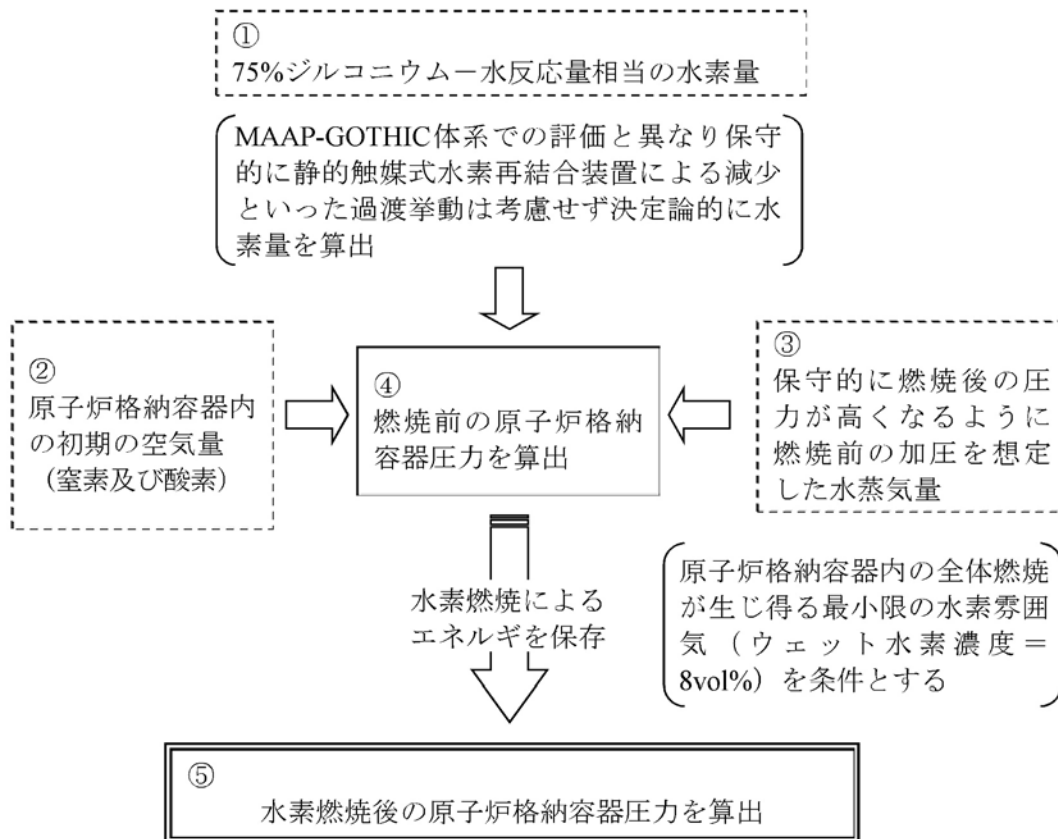 ①
75%ジルコニウム－水反応量相当の水素量
MAAP-GOTHIC体系での評価と異なり保守
的に静的触媒式水素再結合装置による減少
といった過渡挙動は考慮せず決定論的に水
素量を算出
②
原子炉格納容器内
の初期の空気量
（窒素及び酸素）
④
燃焼前の原子炉格納
容器圧力を算出
③
保守的に燃焼後の圧
力が高くなるように
燃焼前の加圧を想定
した水蒸気量
原子炉格納容器内の全体燃焼
が生じ得る最小限の水素雰囲
気（ウェット水素濃度＝
8vol%）を条件とする
水素燃焼による
エネルギを保存
⑤
水素燃焼後の原子炉格納容器圧力を算出